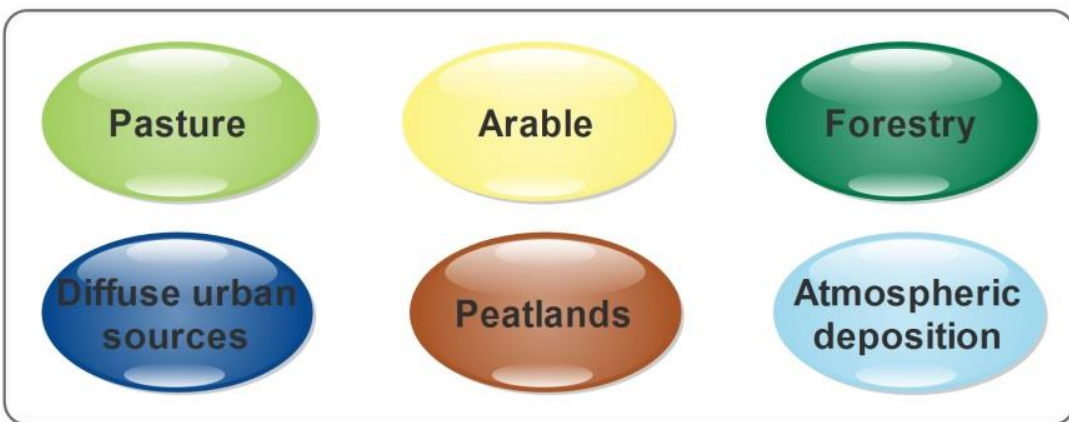 Pasture
Arable
Forestry
Diffuse urban
sources
Peatlands
Atmospheric
deposition